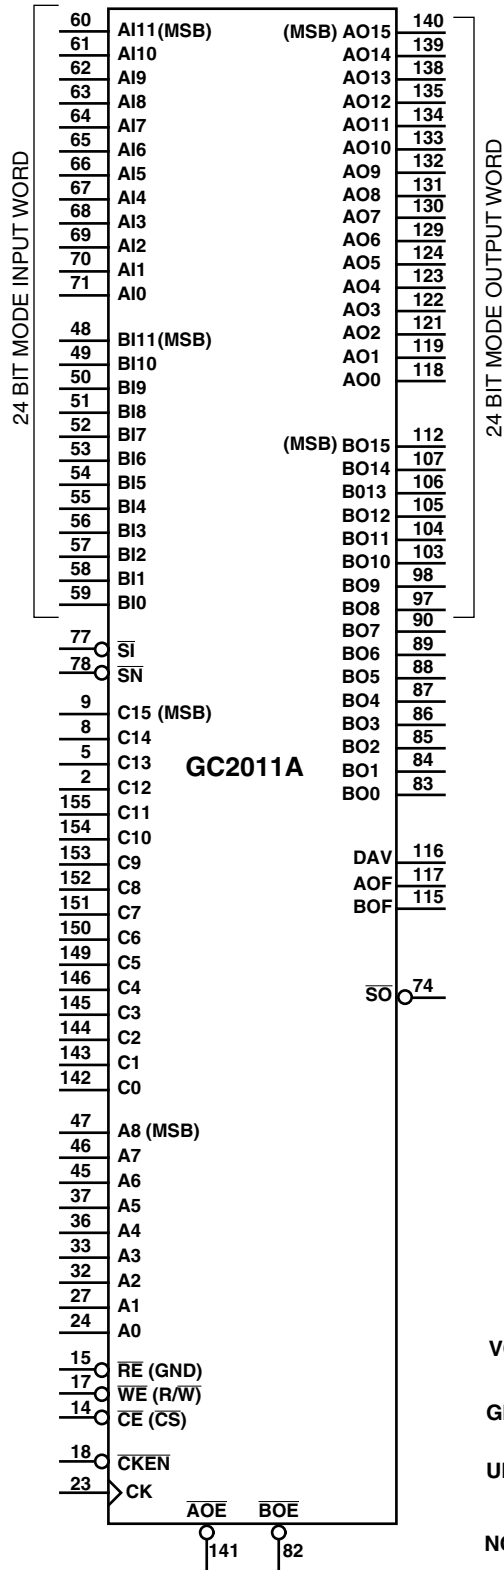 24 BIT MODE INPUT WORD
60 AI11(MSB)
61 AI10
62 AI9
63 AI8
64 AI7
65 AI6
66 AI5
67 AI4
68 AI3
69 AI2
70 AI1
71 AI0
48 BI11(MSB)
49 BI10
50 BI9
51 BI8
52 BI7
53 BI6
54 BI5
55 BI4
56 BI3
57 BI2
58 BI1
59 BI0
77 SI
78 SN
9 C15 (MSB)
8 C14
5 C13
2 C12
155 C11
154 C10
153 C9
152 C8
151 C7
150 C6
149 C5
146 C4
145 C3
144 C2
143 C1
142 C0
47 A8 (MSB)
46 A7
45 A6
37 A5
36 A4
33 A3
32 A2
27 A1
24 A0
15 RE (GND)
17 WE (R/W)
14 CE (CS)
18 CKEN
23 CK
GC2011A
(MSB) AO15 140
AO14 139
AO13 138
AO12 135
AO11 134
AO10 133
AO9 132
AO8 131
AO7 130
AO6 129
AO5 124
AO4 123
AO3 122
AO2 121
AO1 119
AO0 118
(MSB) BO15 112
BO14 107
B013 106
BO12 105
BO11 104
BO10 103
BO9 98
BO8 97
BO7 90
BO6 89
BO5 88
BO4 87
BO3 86
BO2 85
BO1 84
BO0 83
24 BIT MODE OUTPUT WORD
DAV 116
AOF 117
BOF 115
SO 74
AOE BOE
141 82